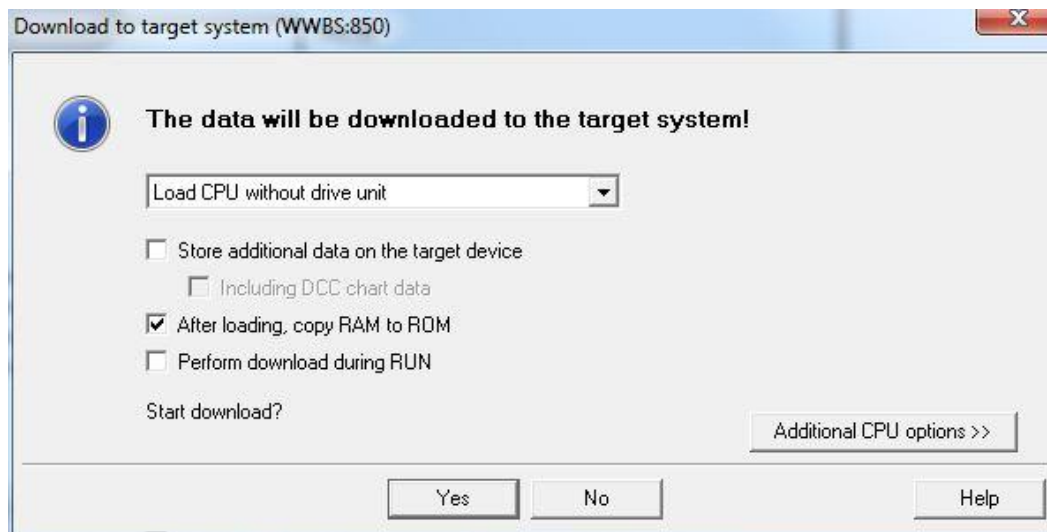 Download to target system (WWBS:850)
The data will be downloaded to the target system!
Load CPU without drive unit
Store additional data on the target device
Including DCC chart data
After loading, copy RAM to ROM
Perform download during RUN
Start download?
Additional CPU options >>
Yes No Help